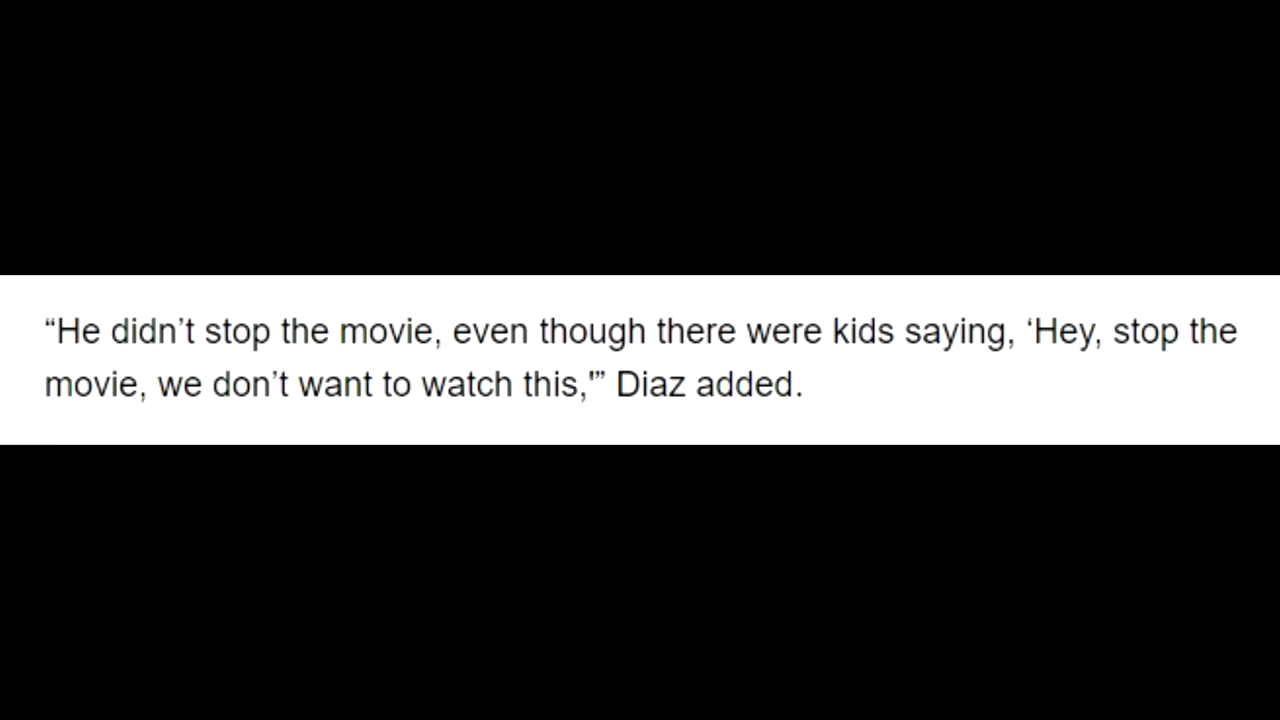 “He didn’t stop the movie, even though there were kids saying, ‘Hey, stop the
movie, we don’t want to watch this,'” Diaz added.